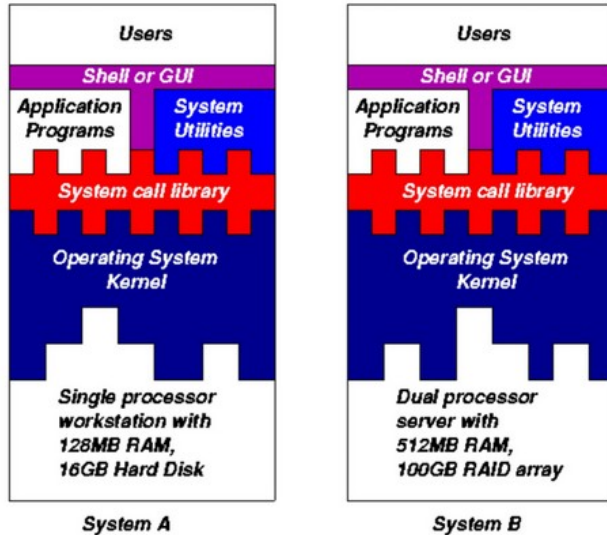 Users
Shell or GUI
Application
Programs
System
Utilities
System call library
Operating System
Kernel
Single processor
workstation with
128MB RAM,
16GB Hard Disk
System A
Users
Shell or GUI
Application
Programs
System
Utilities
System call library
Operating System
Kernel
Dual processor
server with
512MB RAM,
100GB RAID array
System B